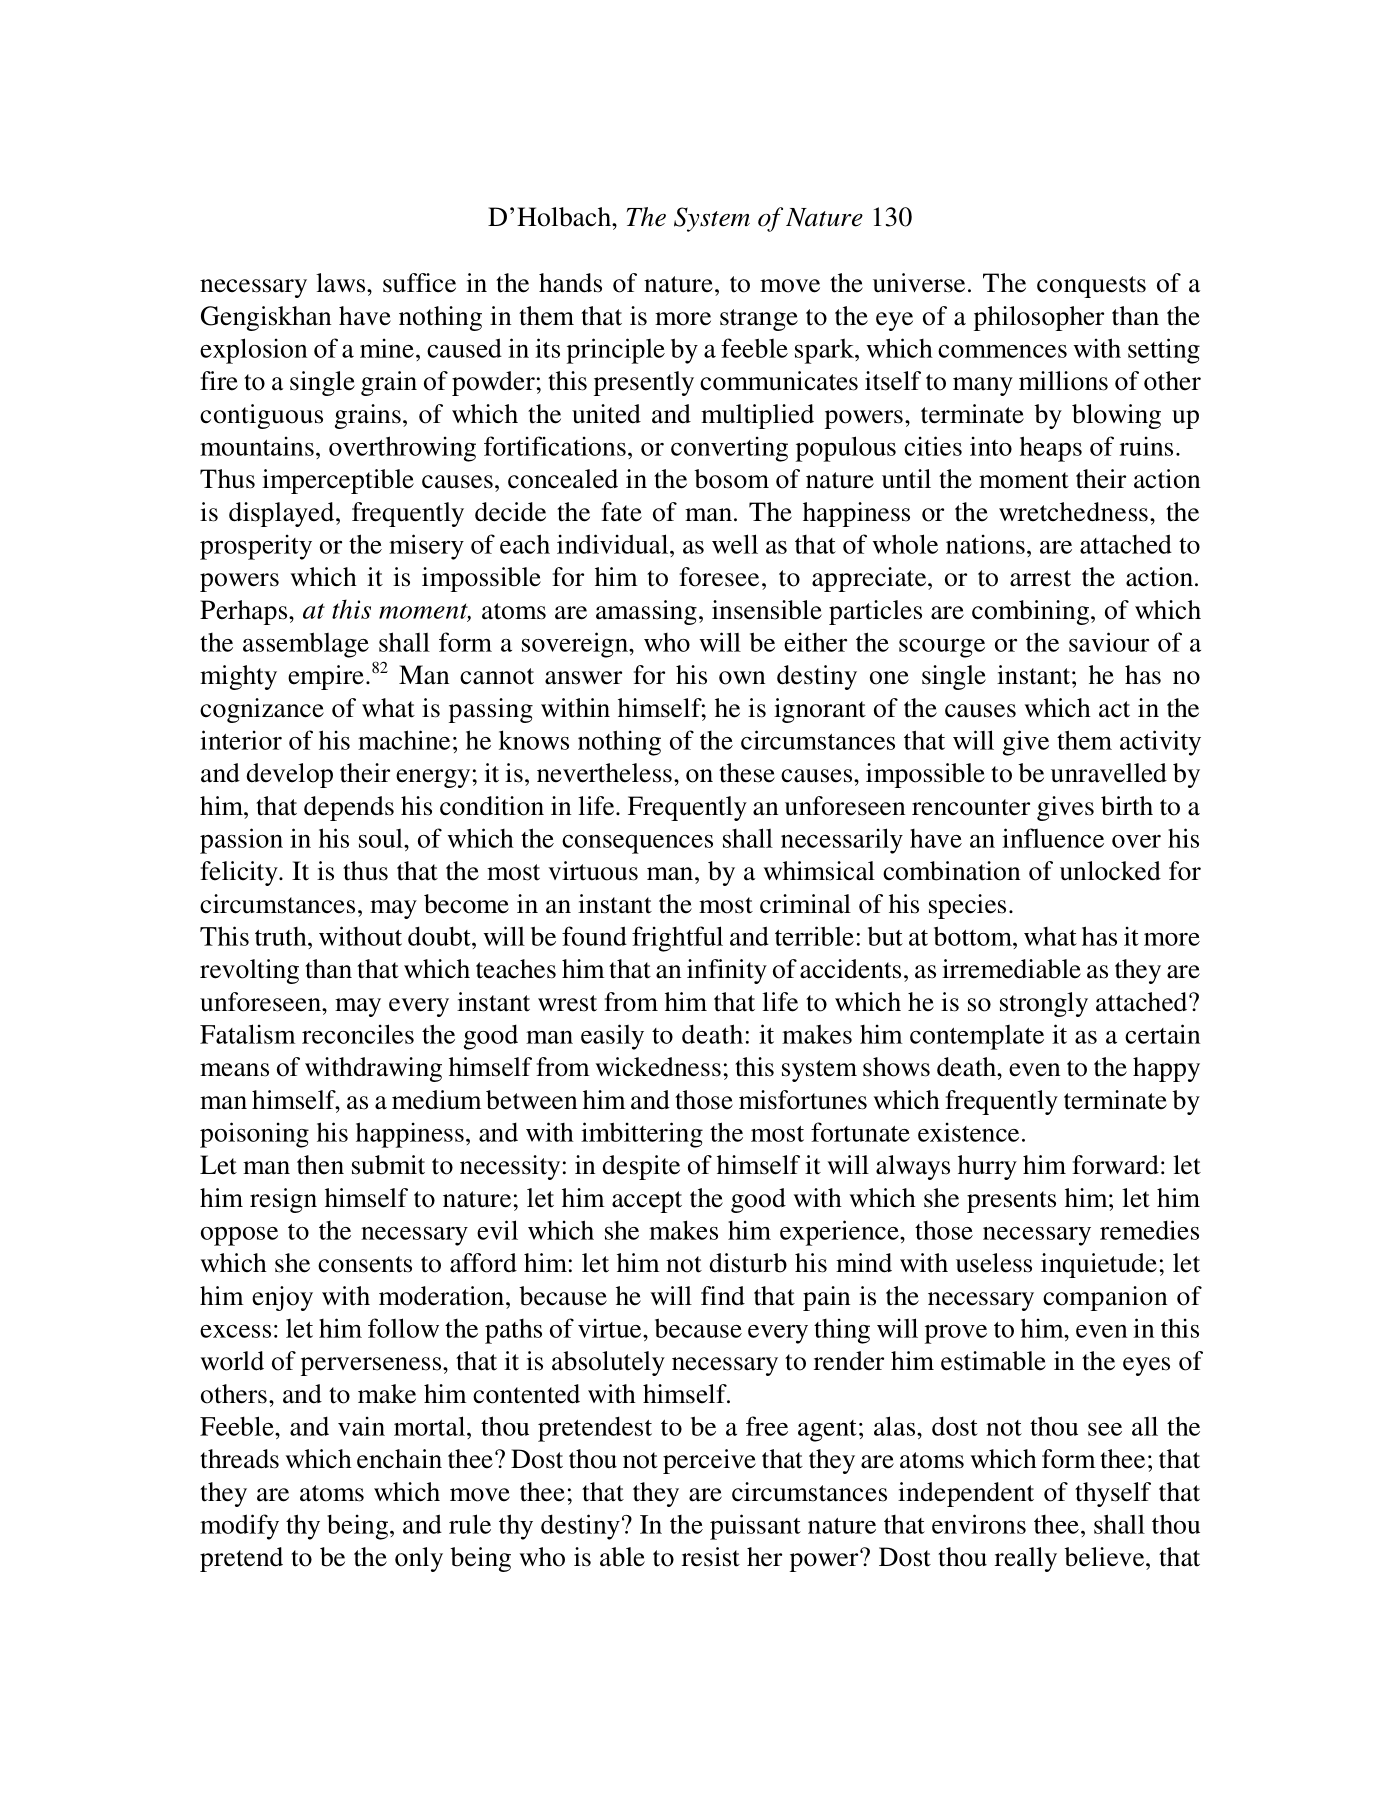 D’Holbach, The System of Nature 130
necessary laws, suffice in the hands of nature, to move the universe. The conquests of a
Gengiskhan have nothing in them that is more strange to the eye of a philosopher than the
explosion of a mine, caused in its principle by a feeble spark, which commences with setting
fire to a single grain of powder; this presently communicates itself to many millions of other
contiguous grains, of which the united and multiplied powers, terminate by blowing up
mountains, overthrowing fortifications, or converting populous cities into heaps of ruins.
Thus imperceptible causes, concealed in the bosom of nature until the moment their action
is displayed, frequently decide the fate of man. The happiness or the wretchedness, the
prosperity or the misery of each individual, as well as that of whole nations, are attached to
powers which it is impossible for him to foresee, to appreciate, or to arrest the action.
Perhaps, at this moment, atoms are amassing, insensible particles are combining, of which
the assemblage shall form a sovereign, who will be either the scourge or the saviour of a
mighty empire.82 Man cannot answer for his own destiny one single instant; he has no
cognizance of what is passing within himself; he is ignorant of the causes which act in the
interior of his machine; he knows nothing of the circumstances that will give them activity
and develop their energy; it is, nevertheless, on these causes, impossible to be unravelled by
him, that depends his condition in life. Frequently an unforeseen rencounter gives birth to a
passion in his soul, of which the consequences shall necessarily have an influence over his
felicity. It is thus that the most virtuous man, by a whimsical combination of unlocked for
circumstances, may become in an instant the most criminal of his species.
This truth, without doubt, will be found frightful and terrible: but at bottom, what has it more
revolting than that which teaches him that an infinity of accidents, as irremediable as they are
unforeseen, may every instant wrest from him that life to which he is so strongly attached?
Fatalism reconciles the good man easily to death: it makes him contemplate it as a certain
means of withdrawing himself from wickedness; this system shows death, even to the happy
man himself, as a medium between him and those misfortunes which frequently terminate by
poisoning his happiness, and with imbittering the most fortunate existence.
Let man then submit to necessity: in despite of himself it will always hurry him forward: let
him resign himself to nature; let him accept the good with which she presents him; let him
oppose to the necessary evil which she makes him experience, those necessary remedies
which she consents to afford him: let him not disturb his mind with useless inquietude; let
him enjoy with moderation, because he will find that pain is the necessary companion of
excess: let him follow the paths of virtue, because every thing will prove to him, even in this
world of perverseness, that it is absolutely necessary to render him estimable in the eyes of
others, and to make him contented with himself.
Feeble, and vain mortal, thou pretendest to be a free agent; alas, dost not thou see all the
threads which enchain thee? Dost thou not perceive that they are atoms which form thee; that
they are atoms which move thee; that they are circumstances independent of thyself that
modify thy being, and rule thy destiny? In the puissant nature that environs thee, shall thou
pretend to be the only being who is able to resist her power? Dost thou really believe, that